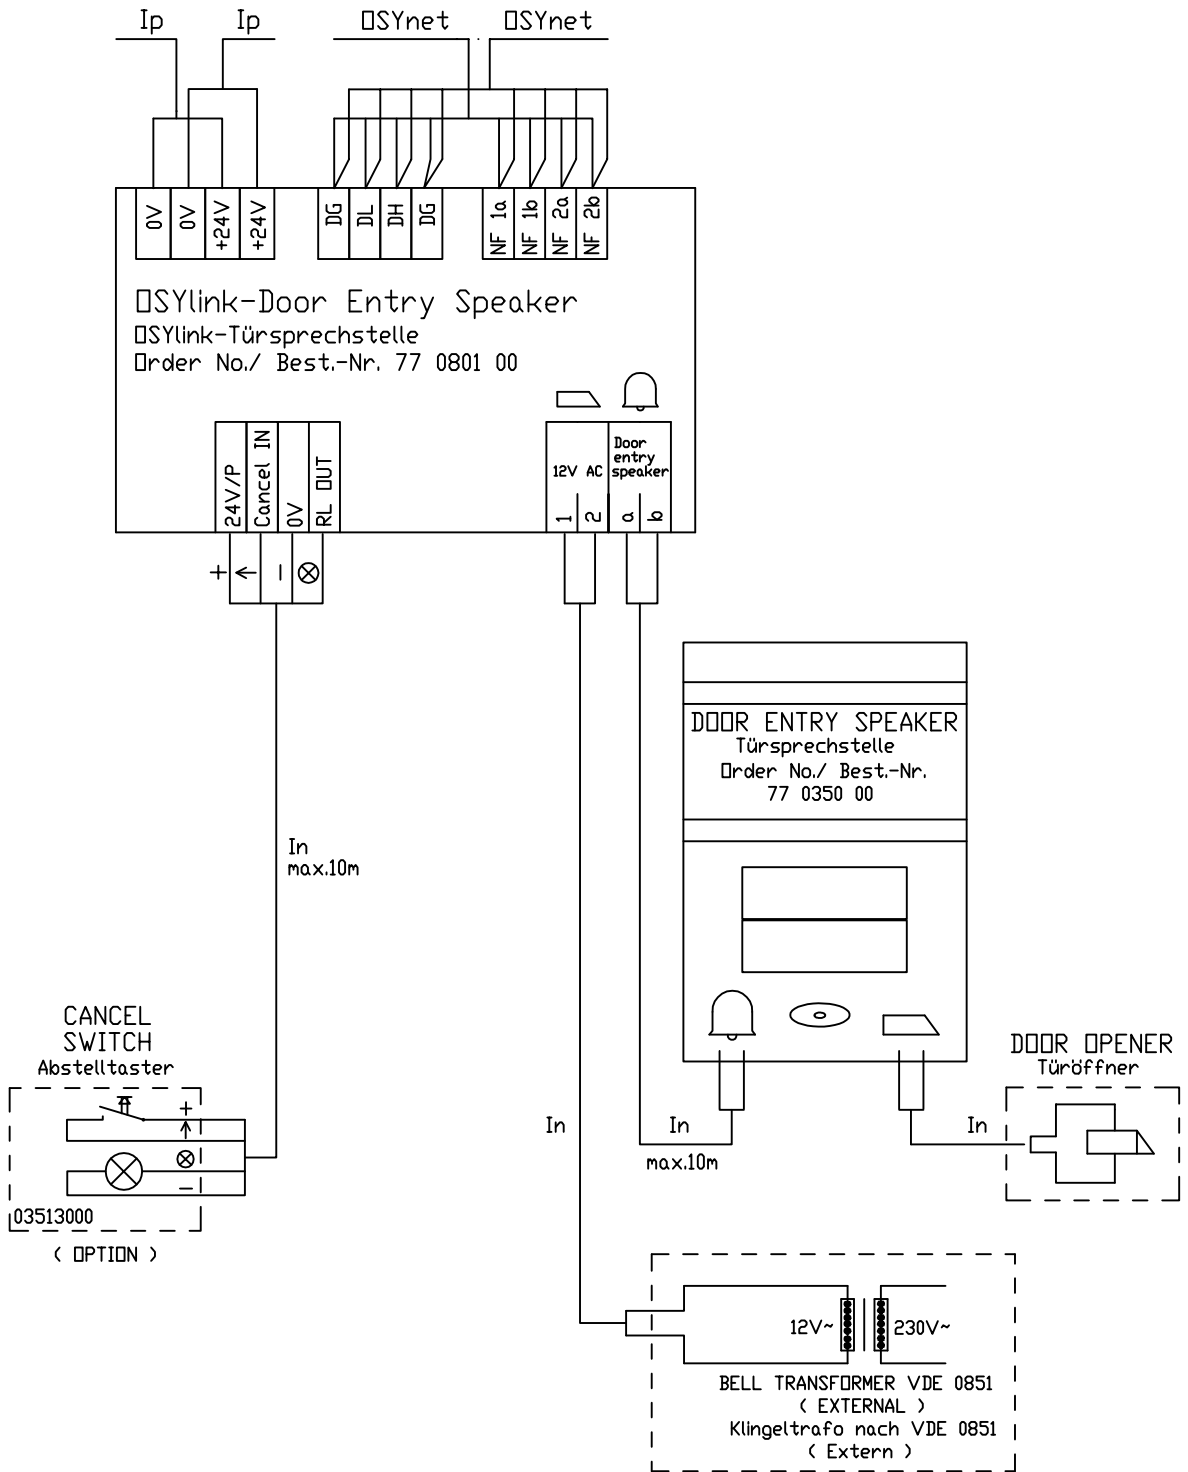 Ip
Ip
OSYnet
OSYnet
0V
0V
+24V
+24V
DG
DL
DH
DG
NF 1a
NF 1b
NF 2a
NF 2b
OSYlink-Door Entry Speaker
OSYlink-Türsprechstelle
Order No./ Best.-Nr. 77 0801 00
24V/P
Cancel IN
0V
RL OUT
12V AC
Door
entry
speaker
1
2
a
b
+
-
DOOR ENTRY SPEAKER
Türsprechstelle
Order No./ Best.-Nr.
77 0350 00
In
max.10m
CANCEL
SWITCH
Abstelltaster
+
-
03513000
( OPTION )
In
In
max.10m
In
DOOR OPENER
Türöffner
12V~
230V~
BELL TRANSFORMER VDE 0851
( EXTERNAL )
Klingeltrafo nach VDE 0851
( Extern )